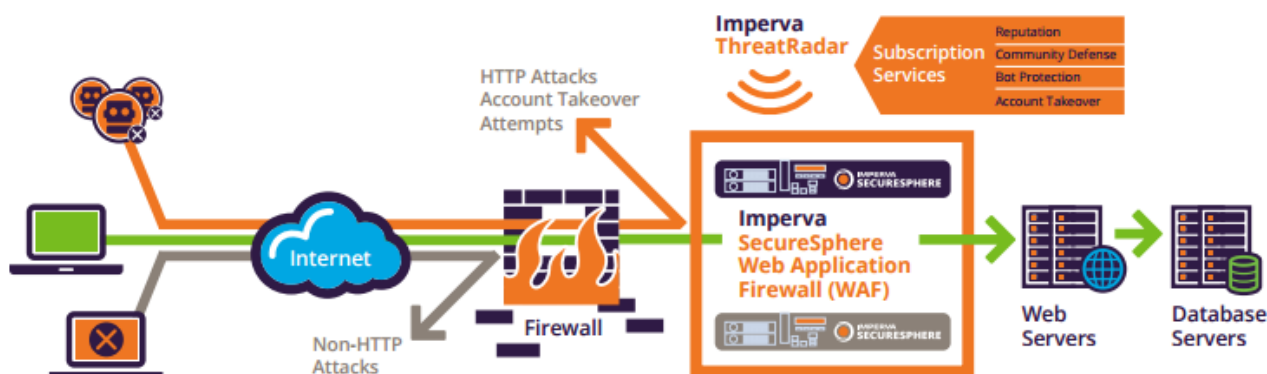 Imperva
ThreatRadar
Subscription
Services
Reputation
Community Defense
Bot Protection
Account Takeover
HTTP Attacks
Account Takeover
Attempts
Internet
Non-HTTP
Attacks
Firewall
IMPERVA
SECURESPHERE
Imperva
SecureSphere
Web Application
Firewall (WAF)
IMPERVA
SECURESPHERE
Web
Servers
Database
Servers